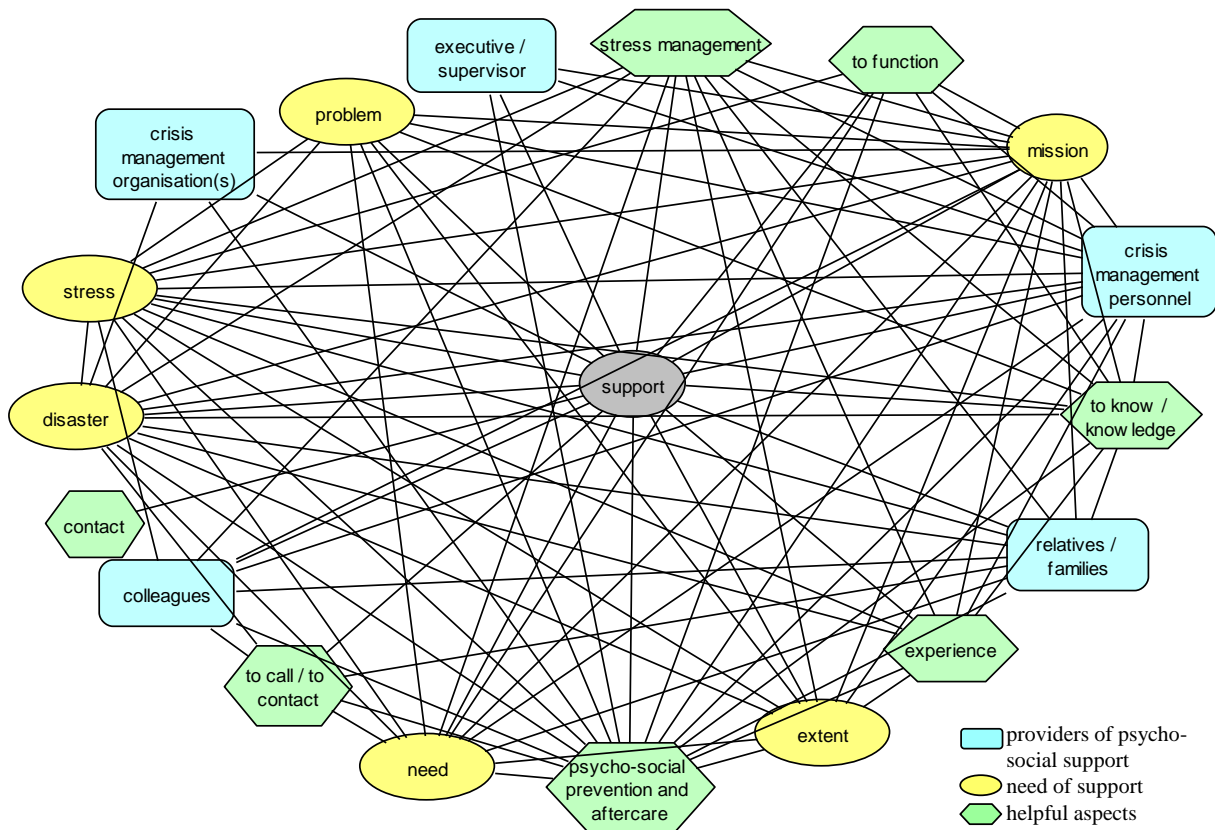 executive /
supervisor
stress management
to function
problem
crisis
management
organisation(s)
mission
crisis
management
personnel
stress
support
disaster
to know /
know ledge
contact
relatives /
families
colleagues
experience
to call / to
contact
extent
need
psycho-social
prevention and
aftercare
providers of psycho-
social support
need of support
helpful aspects